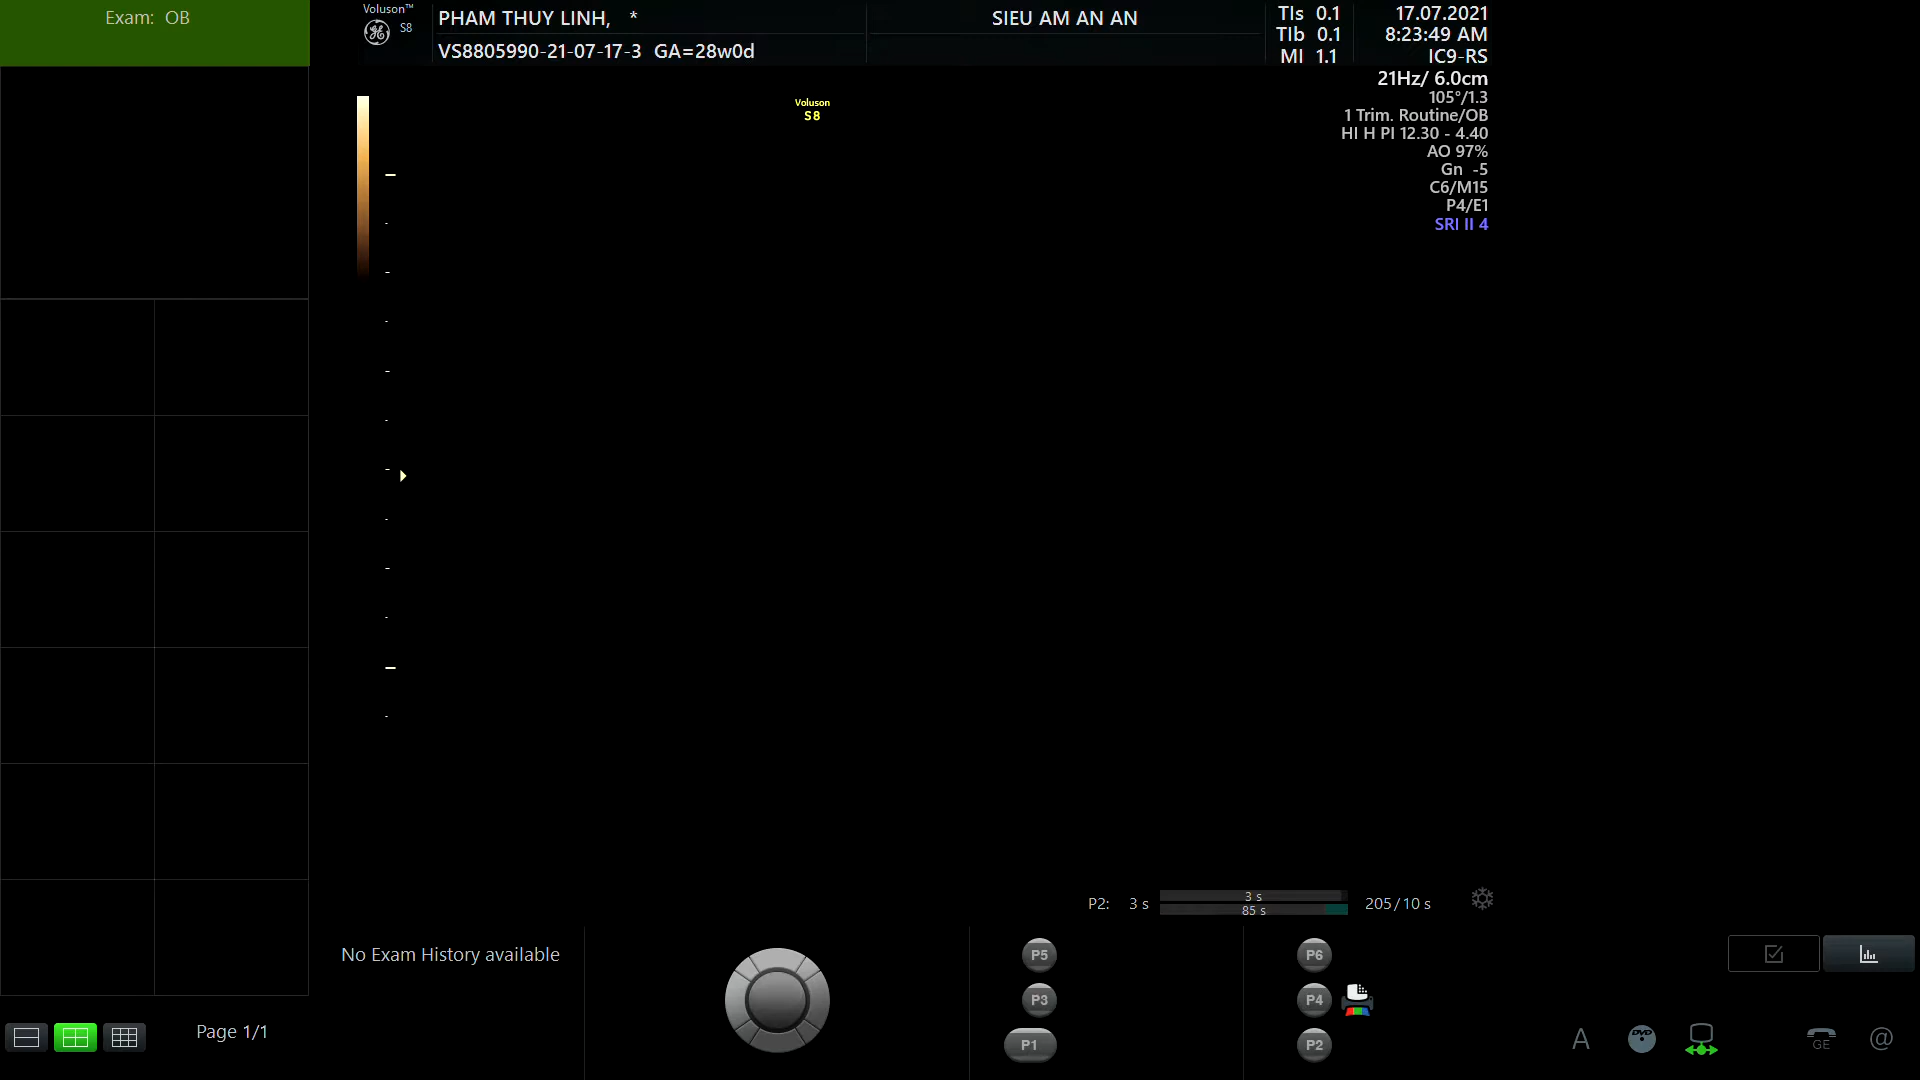 Exam: OB
Voluson™
S8
PHAM THUY LINH, *
SIEU AM AN AN
VS8805990-21-07-17-3 GA=28w0d
TIs 0.1
TIb 0.1
MI 1.1
17.07.2021
8:23:49 AM
IC9-RS
21Hz/ 6.0cm
105°/1.3
1 Trim. Routine/OB
HI H PI 12.30 - 4.40
AO 97%
Gn -5
C6/M15
P4/E1
SRI II 4
Voluson
S8
P2: 3 s
3 s
85 s
205/10 s
No Exam History available
P5
P3
P1
P6
P4
P2
Page 1/1
A
DVD
GE
@